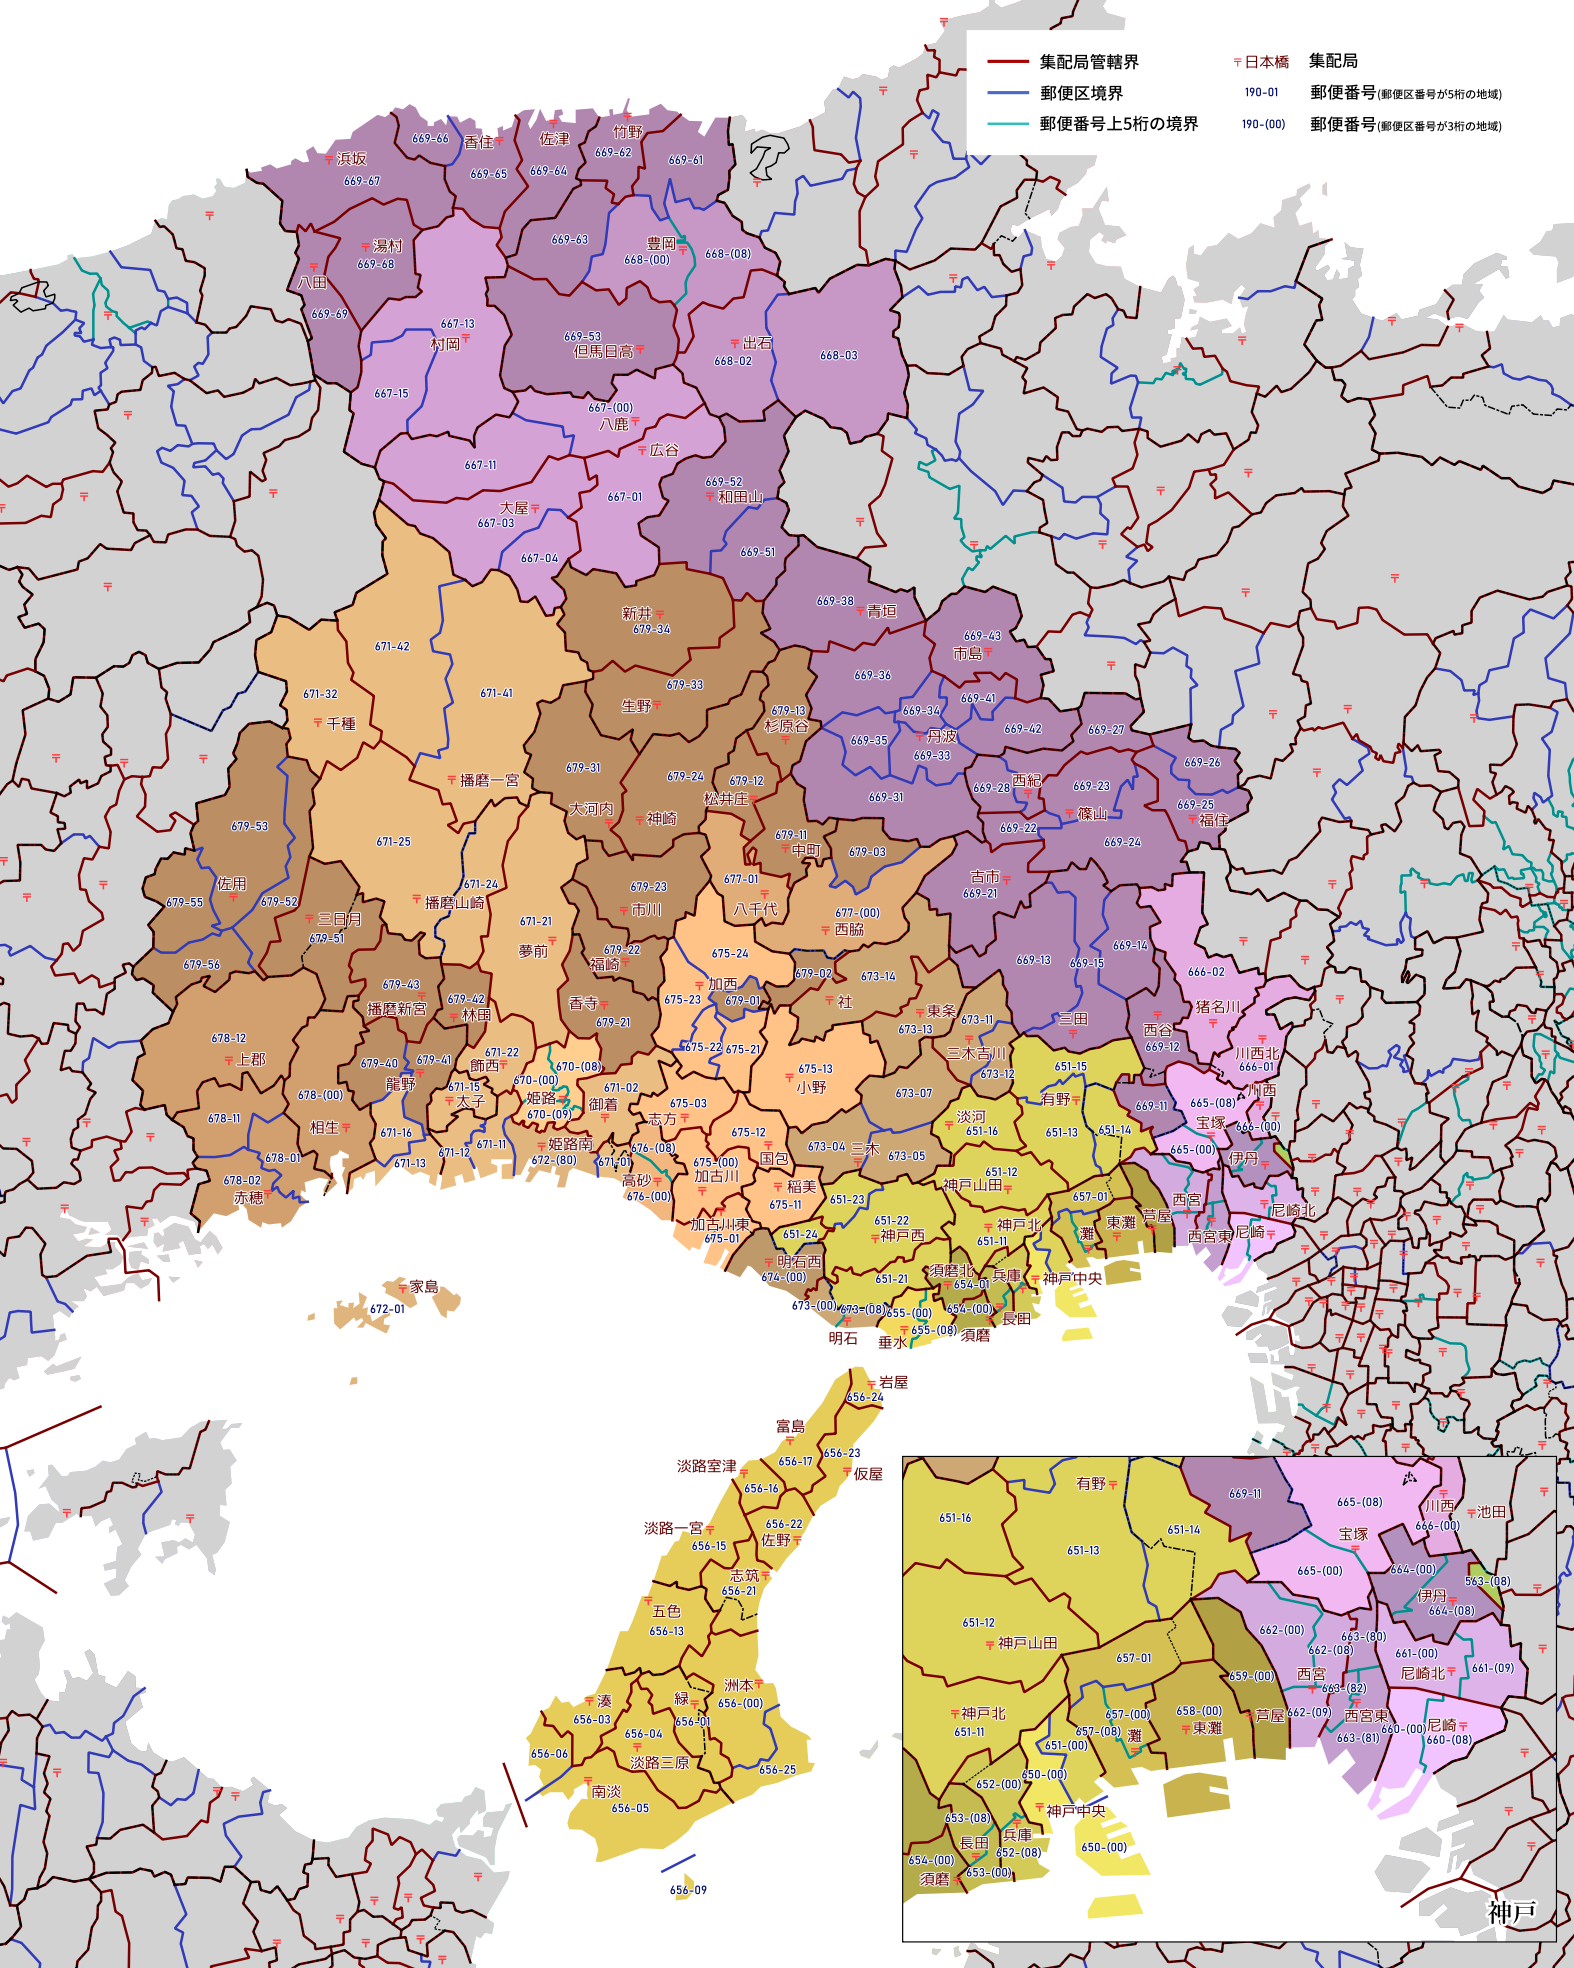 集配局管轄界
〒日本橋 集配局
郵便区境界
190-01 郵便番号(郵便区番号が5桁の地域)
郵便番号上5桁の境界
190-(00) 郵便番号(郵便区番号が3桁の地域)
669-66
香住
佐津
竹野
浜坂
669-67
669-65
669-64
669-62
669-61
湯村
669-68
八田
669-69
669-63
豊岡
668-(00)
668-(08)
667-13
村岡
669-53
但馬日高
出石
668-02
668-03
667-15
667-(00)
八鹿
広谷
667-11
667-01
669-52
和田山
大屋
667-03
667-04
669-51
新井
679-34
669-38
青垣
669-43
市島
671-42
671-32
千種
671-41
679-33
生野
669-36
669-34
669-41
679-13
杉原谷
669-35
丹波
669-33
669-42
669-27
669-26
播磨一宮
679-31
679-24
679-12
松井庄
大河内
神崎
669-31
669-28
西紀
669-23
篠山
669-22
669-25
福住
669-24
679-53
671-25
679-11
中町
679-03
佐用
679-55
679-52
671-24
播磨山崎
679-23
市川
677-01
八千代
古市
669-21
三日月
679-51
671-21
夢前
677-(00)
西脇
679-56
679-22
福崎
675-24
669-13
669-15
669-14
666-02
679-43
播磨新宮
679-42
林田
香寺
679-21
加西
675-23
679-01
679-02
社
673-14
東条
673-13
673-11
三木吉川
673-12
三田
西谷
669-12
猪名川
678-12
上郡
679-40
679-41
龍野
671-22
飾西
670-(08)
670-(00)
675-22
675-21
675-13
小野
651-15
川西北
666-01
671-15
太子
姫路
670-(09)
671-02
御着
675-03
志方
673-07
有野
669-11
665-(08)
川西
宝塚
666-(00)
678-11
678-(00)
相生
671-16
671-12
671-11
姫路南
672-(80)
671-01
676-(08)
675-12
国包
673-04
三木
673-05
淡河
651-16
651-13
651-14
665-(00)
伊丹
678-01
678-02
赤穂
671-13
高砂
676-(00)
675-(00)
加古川
稲美
675-11
651-12
神戸山田
657-01
西宮
尼崎北
加古川東
675-01
651-24
651-23
651-22
神戸西
神戸北
651-11
灘
東灘
芦屋
西宮東
尼崎
明石西
674-(00)
651-21
須磨北
654-01
兵庫
神戸中央
家島
672-01
673-(00)
673-(08)
655-(00)
654-(00)
長田
明石
垂水
655-(08)
須磨
岩屋
656-24
富島
656-23
仮屋
淡路室津
656-17
656-16
656-22
佐野
淡路一宮
656-15
志筑
656-21
五色
656-13
洲本
656-(00)
湊
656-03
緑
656-01
656-04
淡路三原
656-06
656-25
南淡
656-05
656-09
有野
669-11
665-(08)
川西
666-(00)
池田
651-16
651-14
宝塚
651-13
665-(00)
664-(00)
563-(08)
伊丹
664-(08)
651-12
神戸山田
662-(00)
663-(80)
662-(08)
661-(00)
657-01
659-(00)
西宮
尼崎北
661-(09)
663-(82)
神戸北
651-11
657-(00)
658-(00)
東灘
芦屋
662-(09)
西宮東
663-(81)
660-(00)
尼崎
660-(08)
657-(08)
灘
651-(00)
650-(00)
652-(00)
神戸中央
653-(08)
長田
兵庫
652-(08)
650-(00)
654-(00)
653-(00)
須磨
神戸